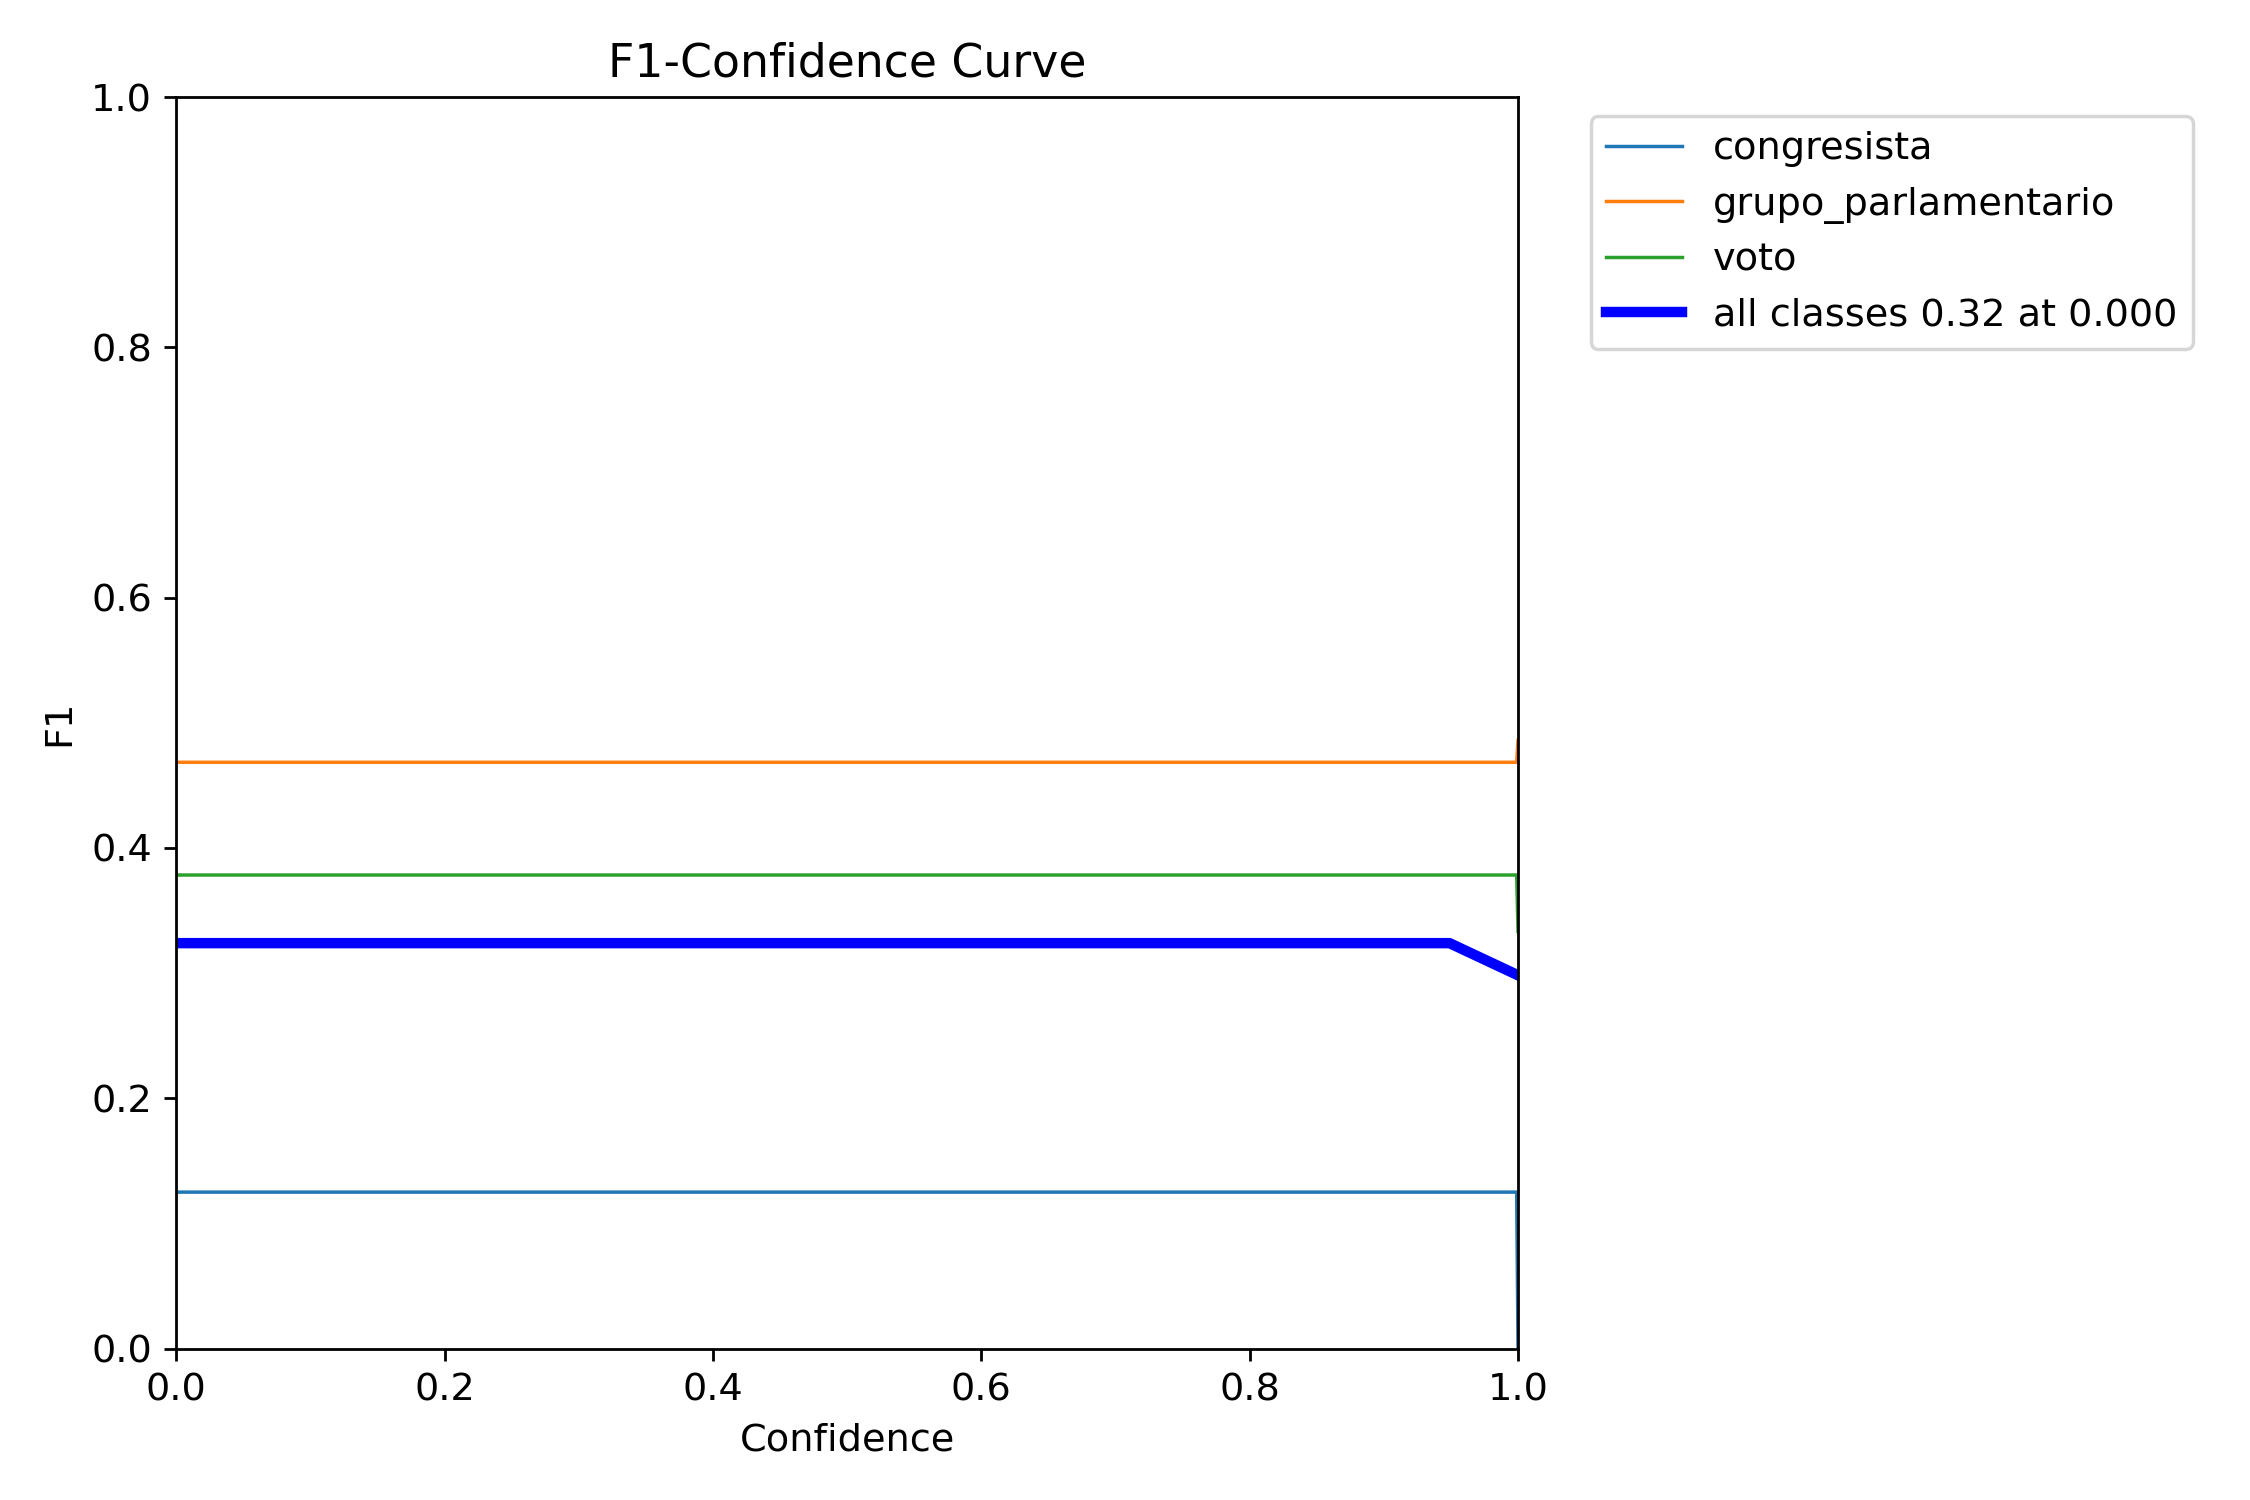 F1-Confidence Curve
1.0
0.8
0.6
0.4
0.2
0.0
F1
0.0 0.2 0.4 0.6 0.8 1.0
Confidence
congresista
grupo_parlamentario
voto
all classes 0.32 at 0.000